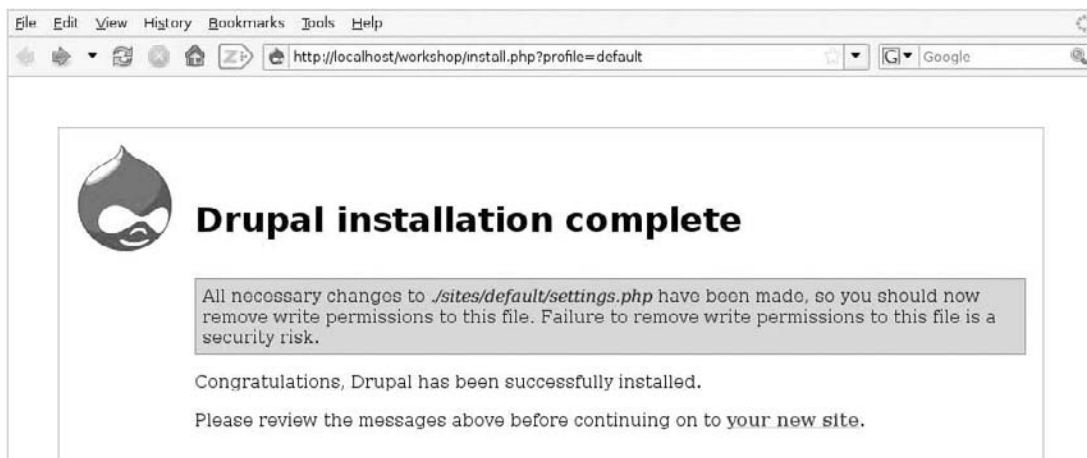 File Edit View History Bookmarks Tools Help
http://localhost/workshop/install.php?profile=default
G Google
Drupal installation complete
All necessary changes to ./sites/default/settings.php have been made, so you should now
remove write permissions to this file. Failure to remove write permissions to this file is a
security risk.
Congratulations, Drupal has been successfully installed.
Please review the messages above before continuing on to your new site.